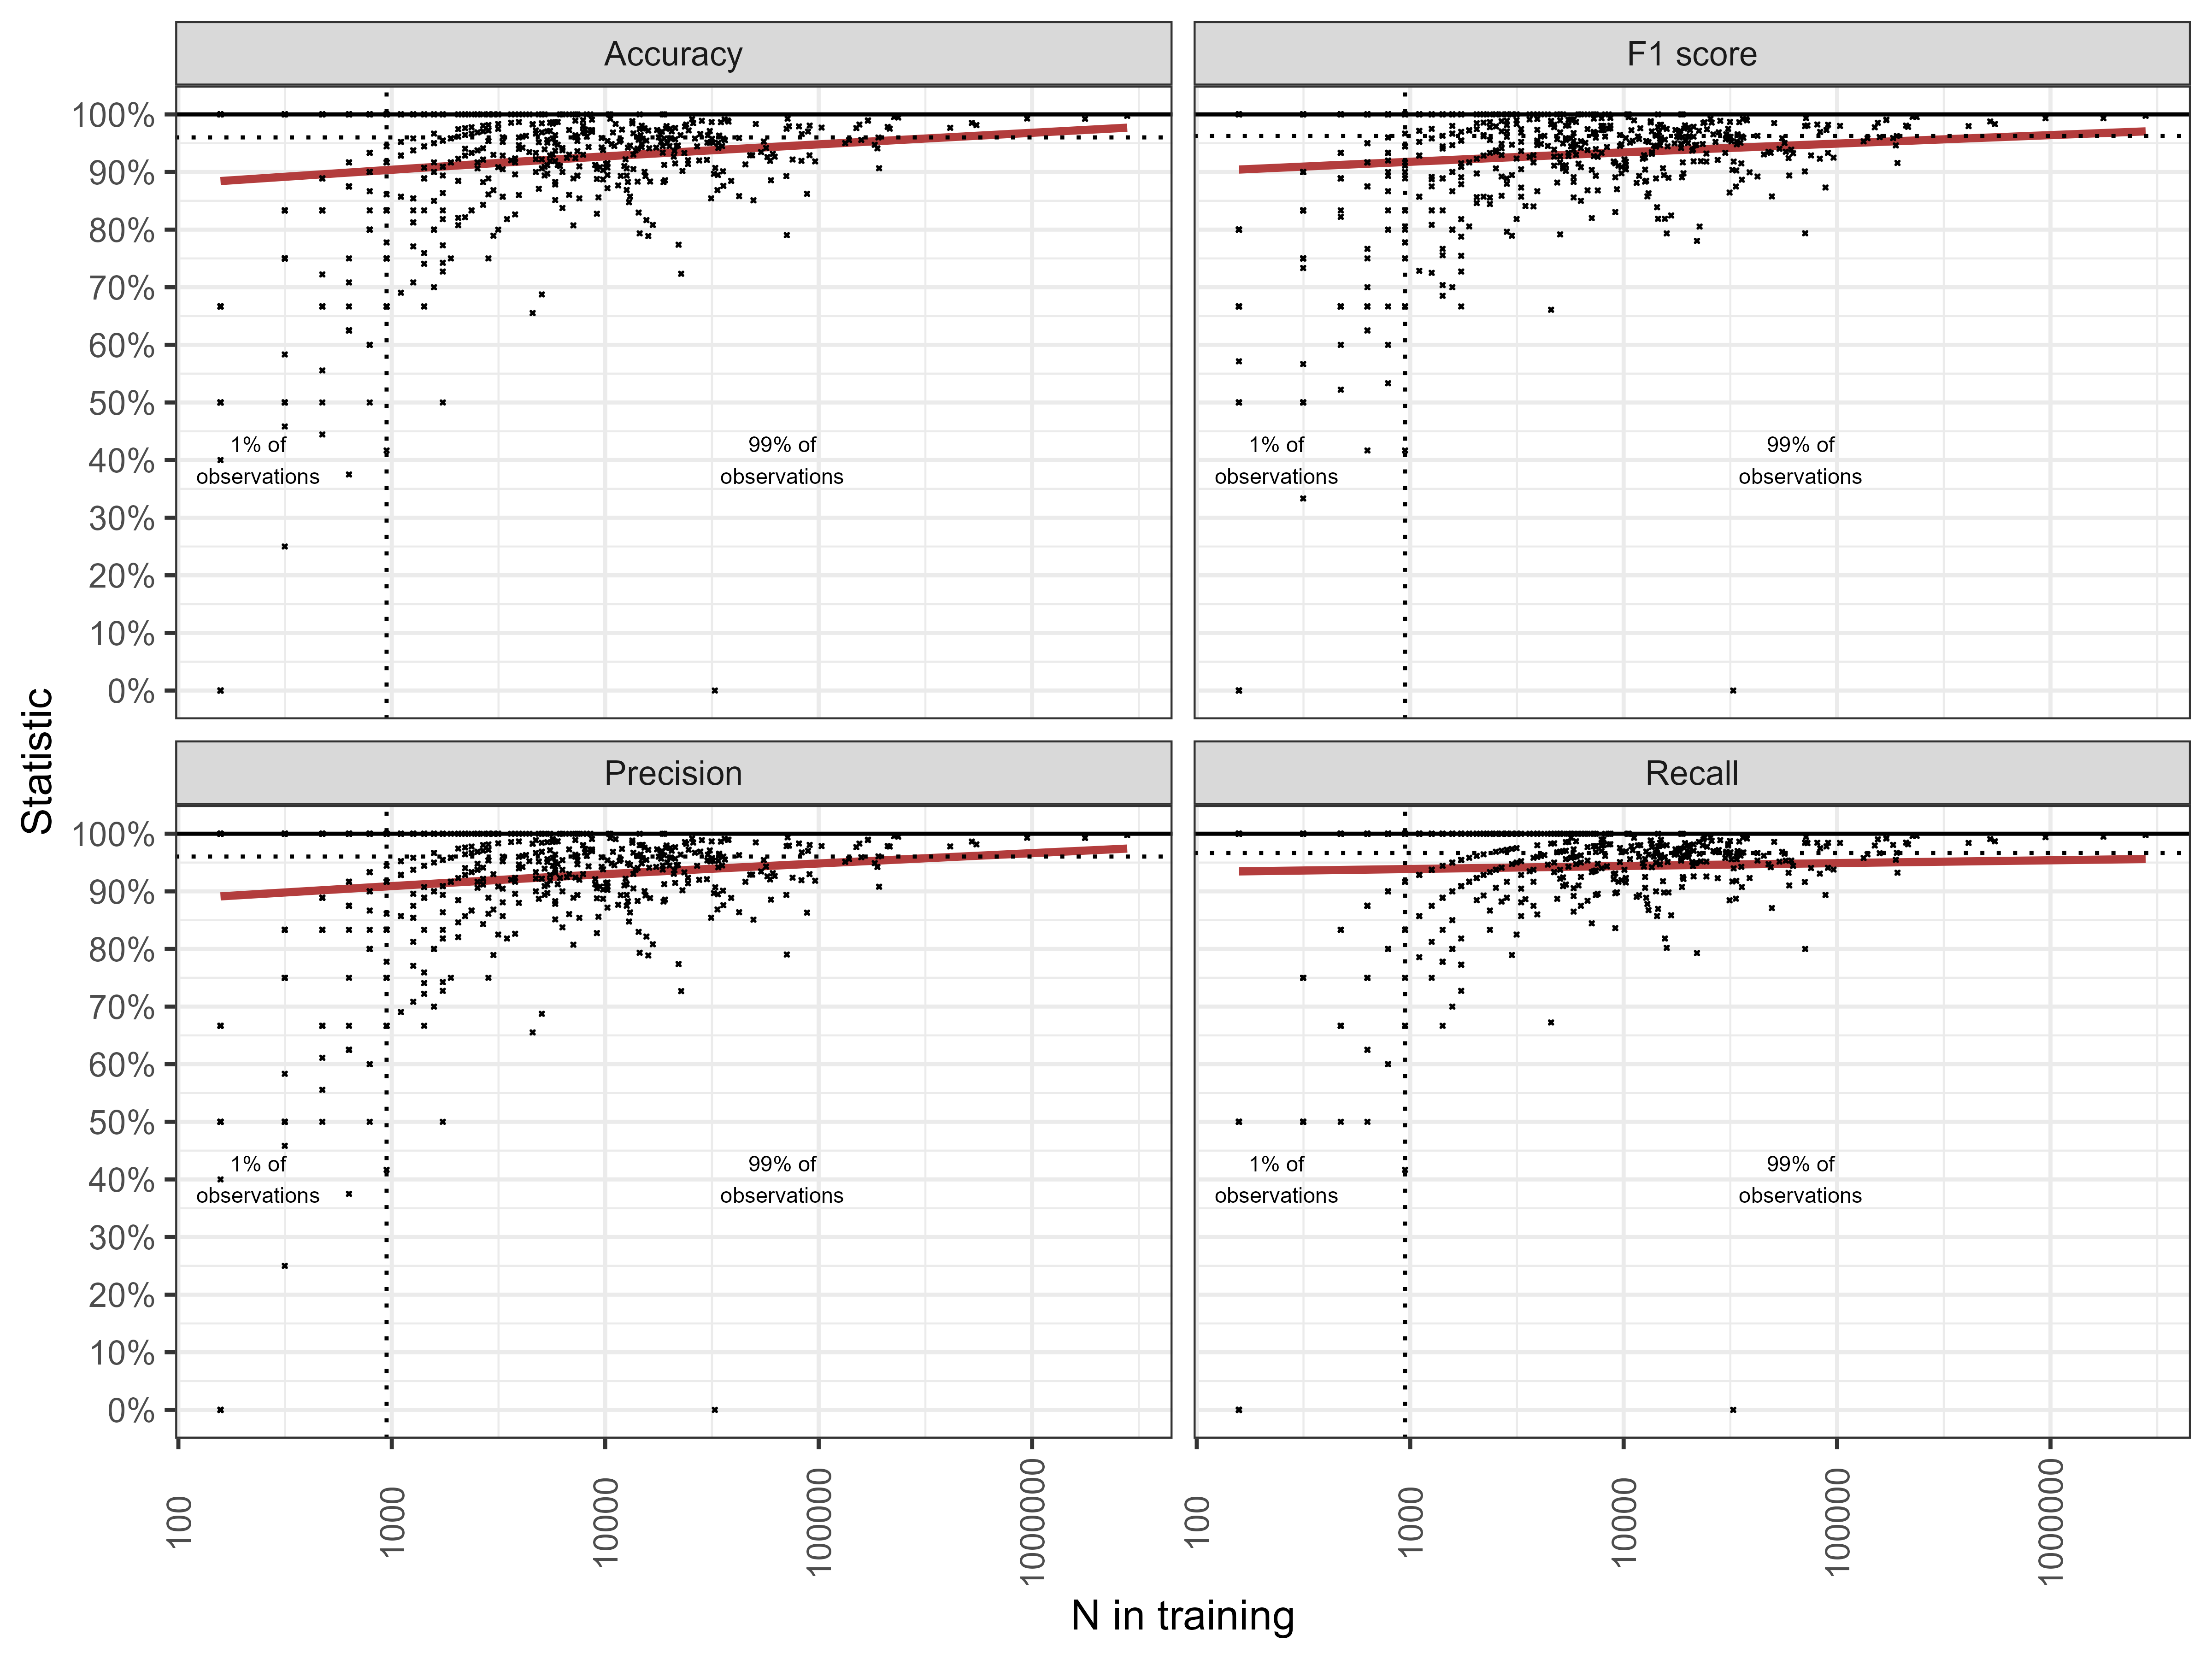 Accuracy
F1 score
100%
90%
80%
70%
60%
50%
40%
30%
20%
10%
0%
1% of
observations
99% of
observations
1% of
observations
99% of
observations
Statistic
Precision
Recall
100%
90%
80%
70%
60%
50%
40%
30%
20%
10%
0%
1% of
observations
99% of
observations
1% of
observations
99% of
observations
100
1000
10000
100000
1000000
100
1000
10000
100000
1000000
N in training